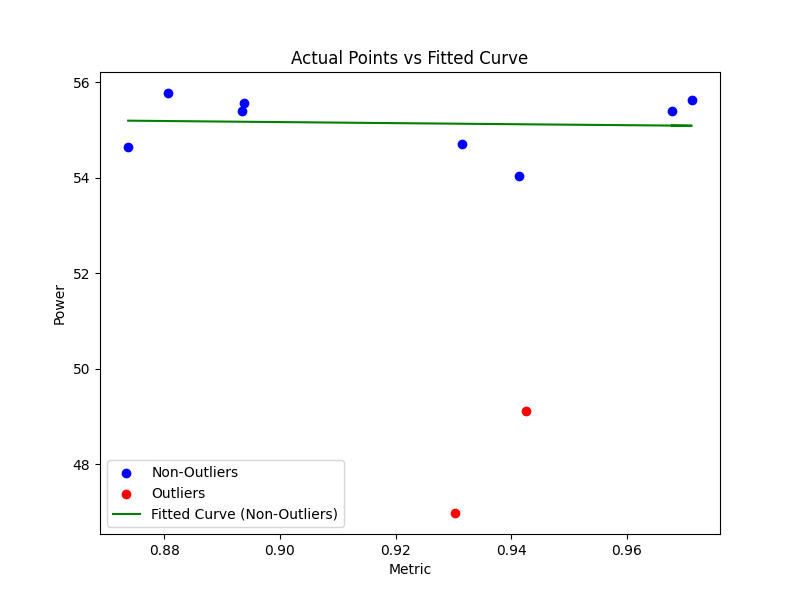 Actual Points vs Fitted Curve
56
54
52
50
48
Power
Non-Outliers
Outliers
Fitted Curve (Non-Outliers)
0.88 0.90 0.92 0.94 0.96
Metric